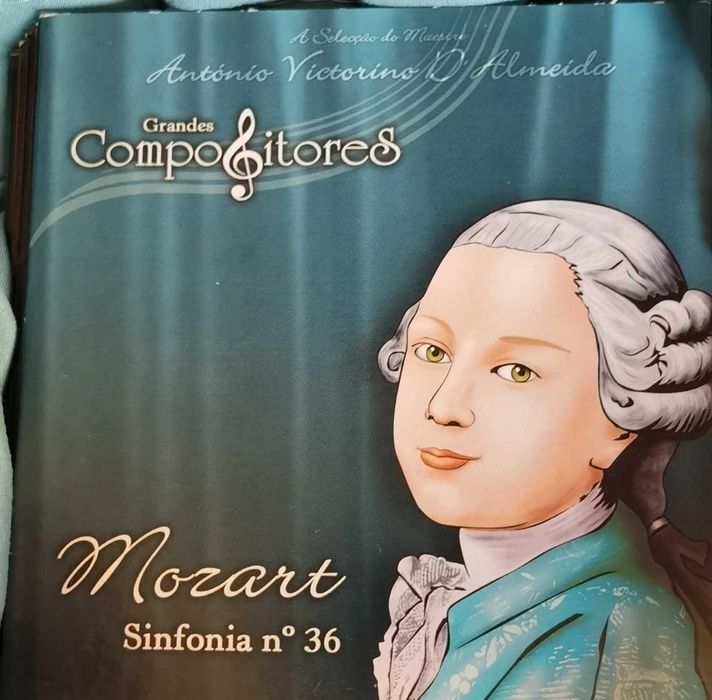 A Selecção do Maestro
António Victorino D'Almeida
Grandes
Compositores
Mozart
Sinfonia nº 36